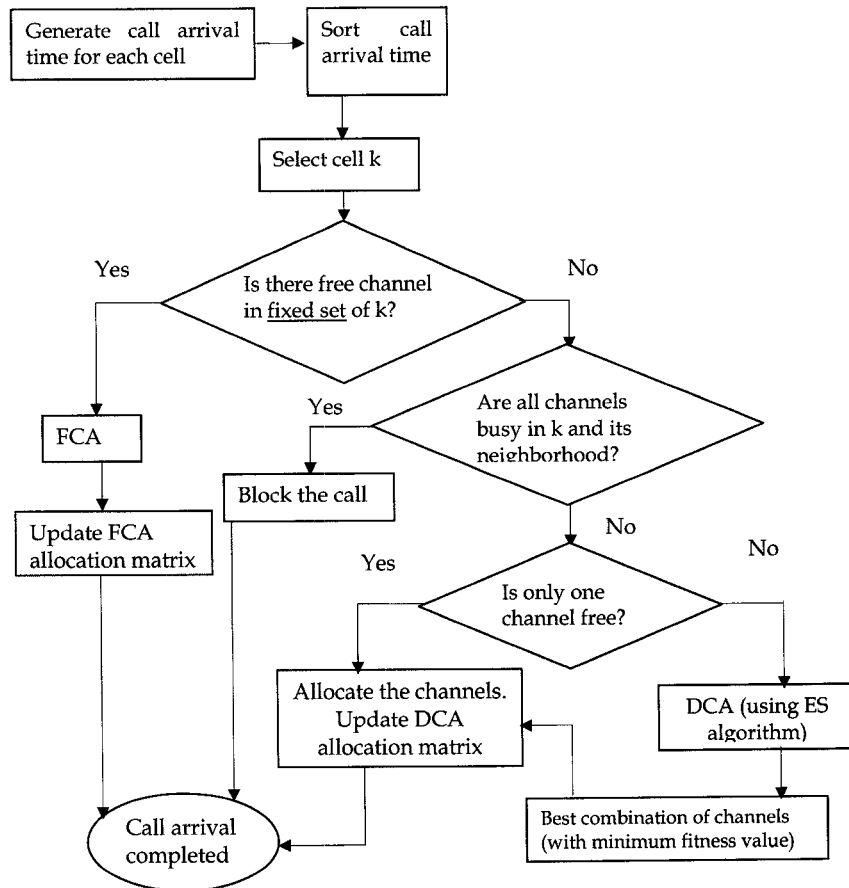 Generate call arrival
time for each cell
Sort call
arrival time
Select cell k
Yes
No
Is there free channel
in fixed set of k?
Yes
Are all channels
busy in k and its
neighborhood?
FCA
Block the call
Update FCA
allocation matrix
No
Yes
No
Is only one
channel free?
Allocate the channels.
Update DCA
allocation matrix
DCA (using ES
algorithm)
Best combination of channels
(with minimum fitness value)
Call arrival
completed